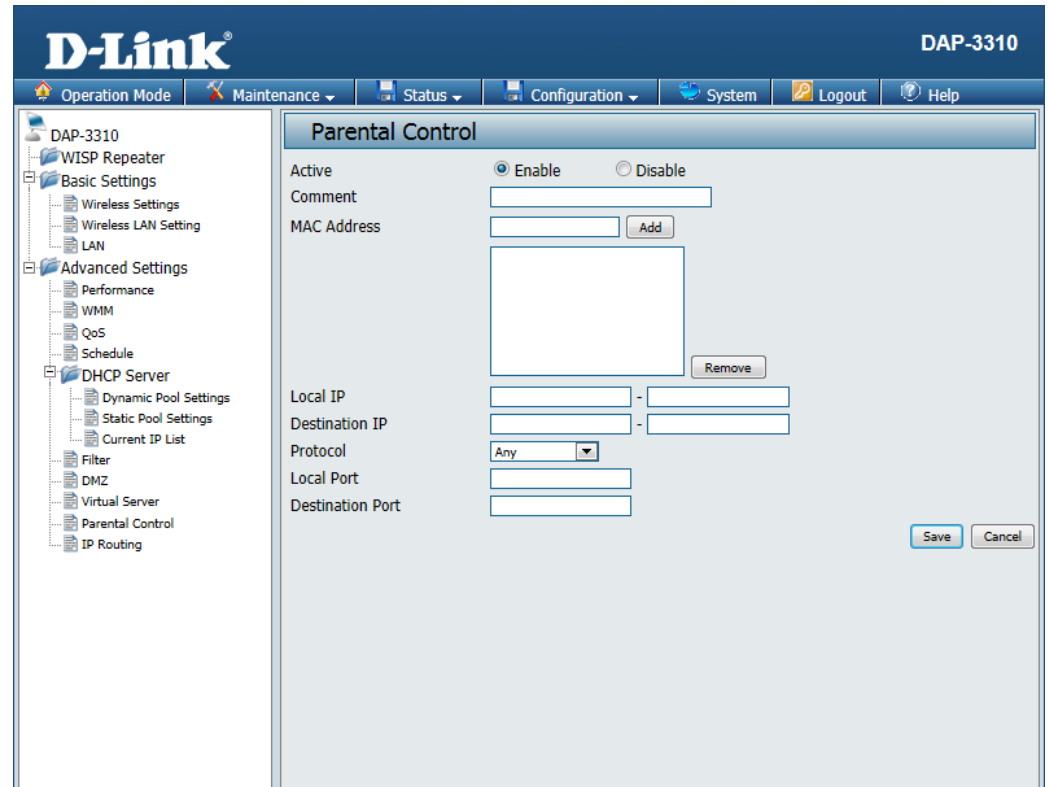 D-Link®
DAP-3310
Operation Mode Maintenance Status Configuration System Logout Help
DAP-3310
WISP Repeater
Basic Settings
Wireless Settings
Wireless LAN Setting
LAN
Advanced Settings
Performance
WMM
QoS
Schedule
DHCP Server
Dynamic Pool Settings
Static Pool Settings
Current IP List
Filter
DMZ
Virtual Server
Parental Control
IP Routing
Parental Control
Active Enable Disable
Comment
MAC Address Add
Remove
Local IP -
Destination IP -
Protocol Any
Local Port
Destination Port
Save Cancel